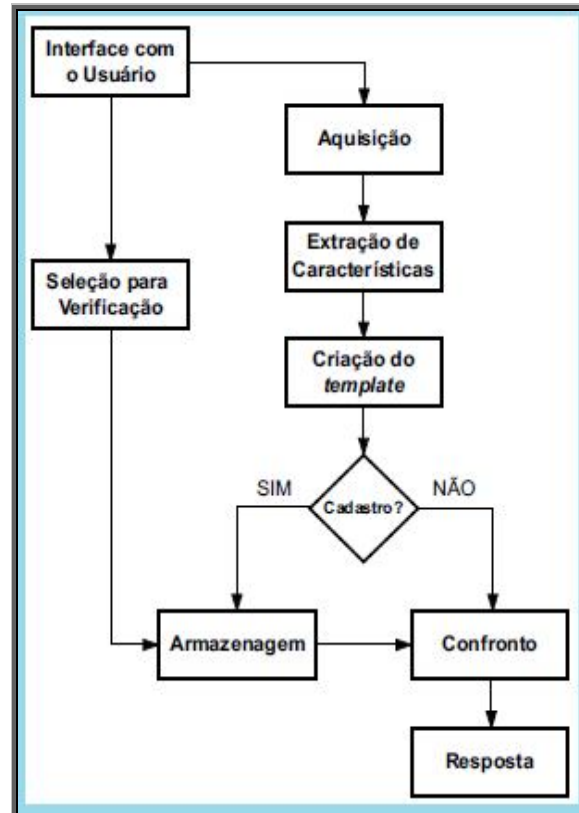 Interface com
o Usuário
Aquisição
Extração de
Características
Seleção para
Verificação
Criação do
template
SIM
Cadastro?
NÃO
Armazenagem
Confronto
Resposta